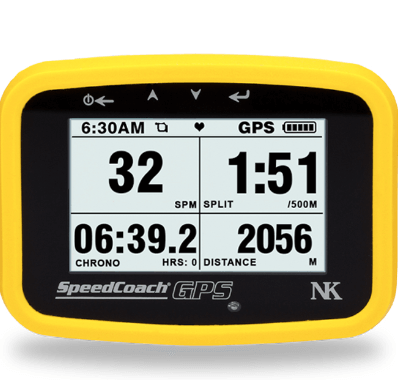 6:30AM GPS
32 1:51
SPM SPLIT /500M
06:39.2 2056
CHRONO HRS: 0 DISTANCE M
SpeedCoach® GPS NK